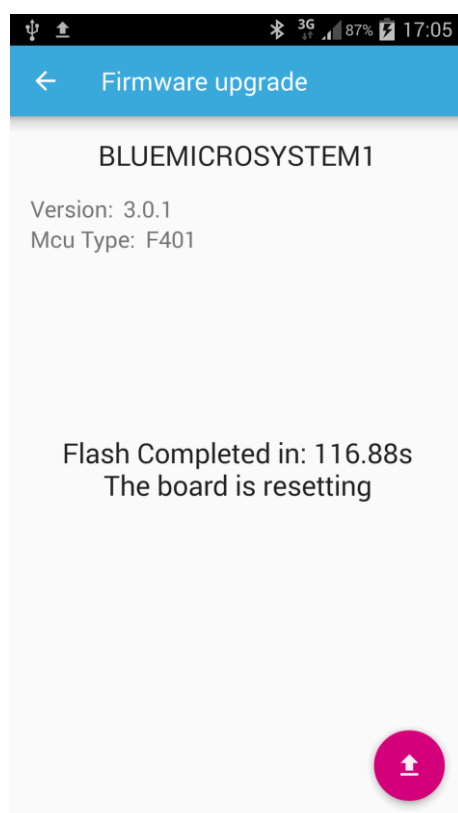 3G 87% 17:05
Firmware upgrade
BLUEMICROSYSTEM1
Version: 3.0.1
Mcu Type: F401
Flash Completed in: 116.88s
The board is resetting